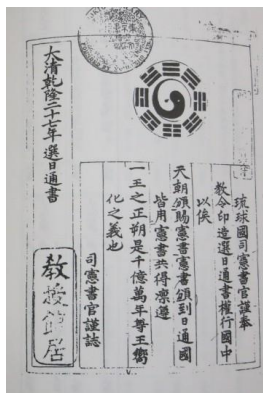 琉球國司憲書官謹奉
教令印造選日通書權行國中
以俟
天朝頒賜憲書憲書頒到日通國
皆用憲書共得凜遵
一王之正朔是千億萬年尊王嚮
化之義也
司憲書官謹誌
大清乾隆二十七年選日通書
教授居